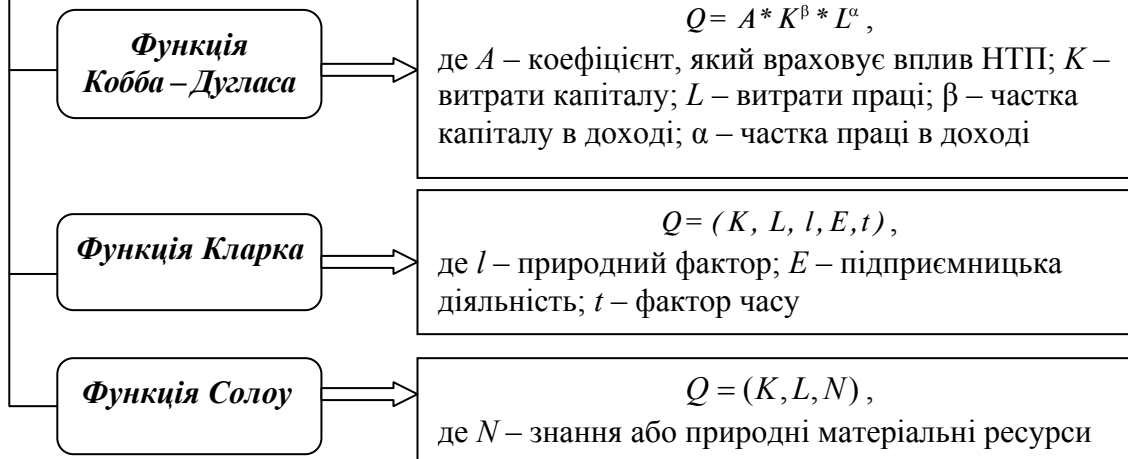 Функція
Кобба – Дугласа
Q = A* K^β * L^α ,
де A – коефіцієнт, який враховує вплив НТП; K –
витрати капіталу; L – витрати праці; β – частка
капіталу в доході; α – частка праці в доході
Функція Кларка
Q = (K, L, l, E, t) ,
де l – природний фактор; E – підприємницька
діяльність; t – фактор часу
Функція Солоу
Q = (K, L, N) ,
де N – знання або природні матеріальні ресурси